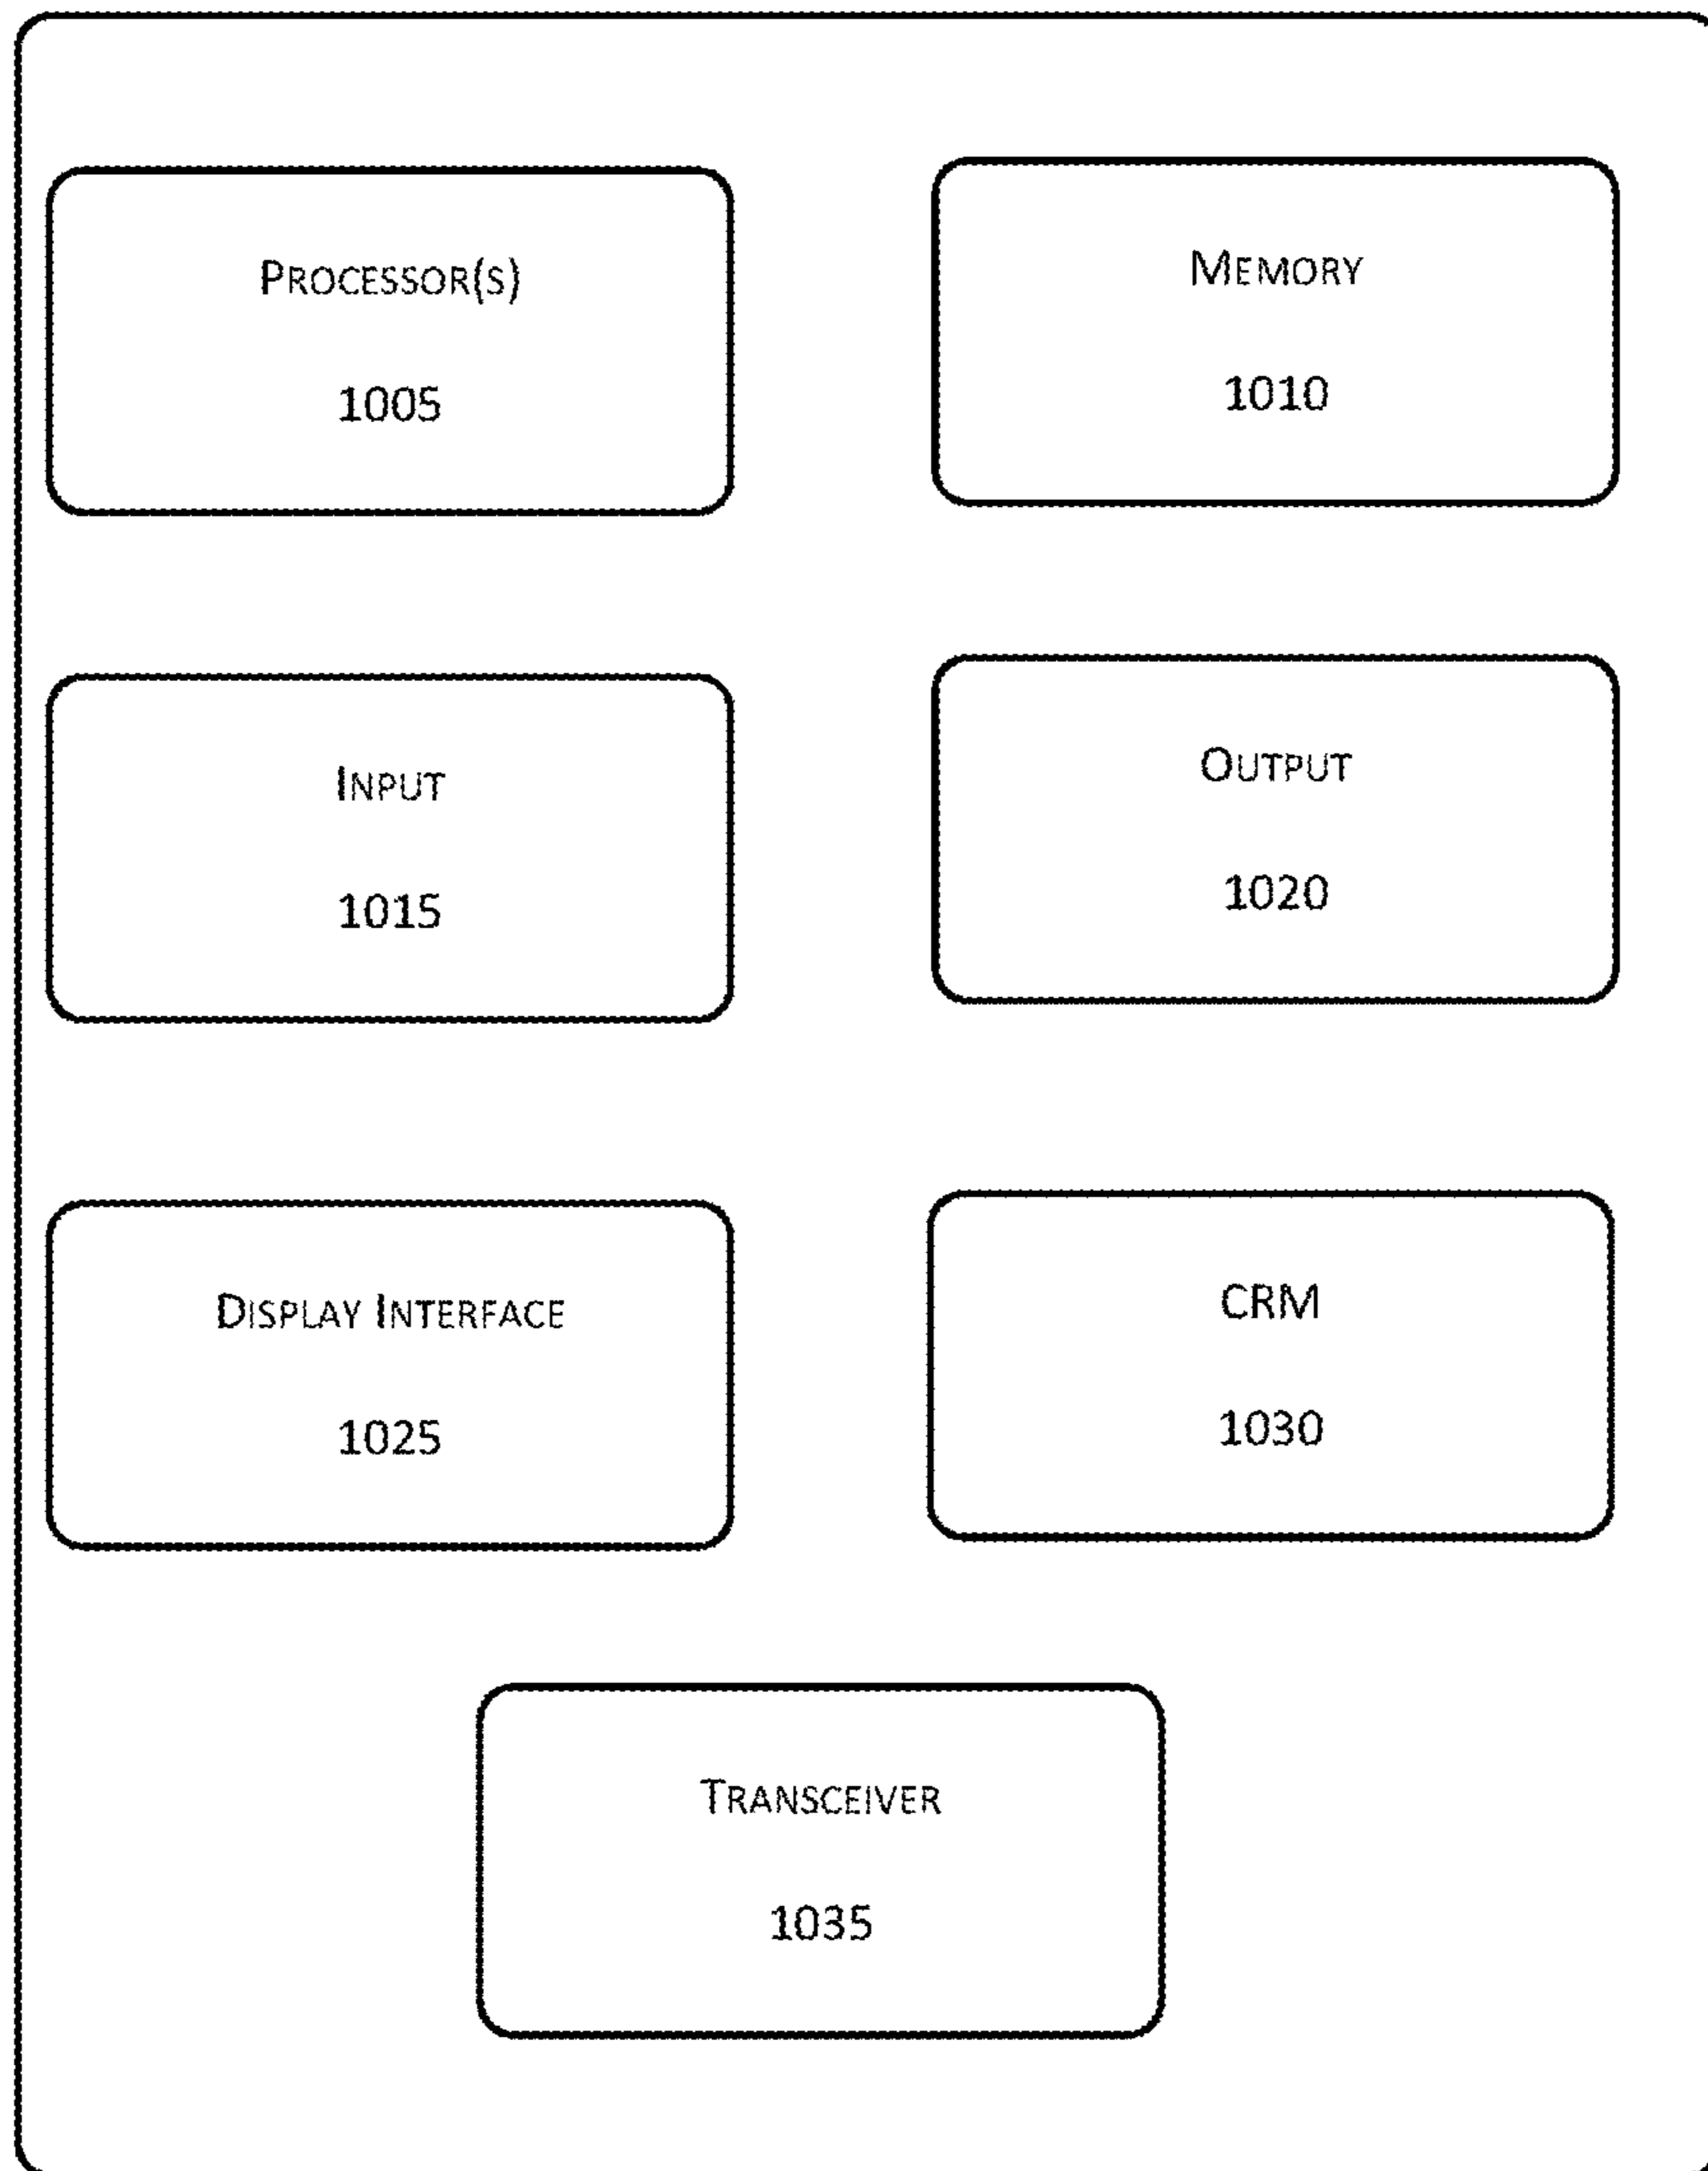 Processor(s)
1005
Memory
1010
Input
1015
Output
1020
Display Interface
1025
CRM
1030
Transceiver
1035